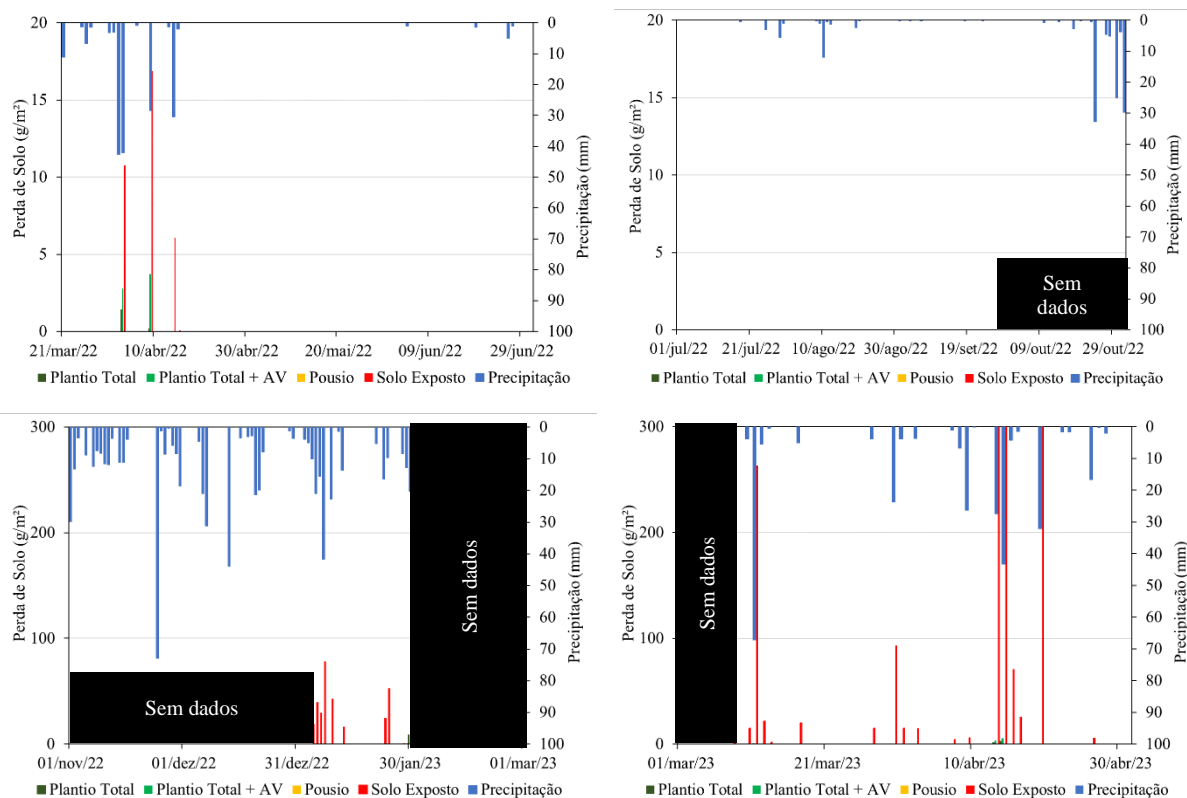 20
15
10
5
0
Perda de Solo (g/m²)
0
10
20
30
40
50
60
70
80
90
100
Precipitação (mm)
21/mar/22 10/abr/22 30/abr/22 20/mai/22 09/jun/22 29/jun/22
Plantio Total Plantio Total + AV Pousio Solo Exposto Precipitação
20
15
10
5
0
Perda de Solo (g/m²)
0
10
20
30
40
50
60
70
80
90
100
Precipitação (mm)
Sem
dados
01/jul/22 21/jul/22 10/ago/22 30/ago/22 19/set/22 09/out/22 29/out/22
Plantio Total Plantio Total + AV Pousio Solo Exposto Precipitação
300
200
100
0
Perda de Solo (g/m²)
0
10
20
30
40
50
60
70
80
90
100
Precipitação (mm)
Sem dados
Sem dados
01/nov/22 01/dez/22 31/dez/22 30/jan/23 01/mar/23
Plantio Total Plantio Total + AV Pousio Solo Exposto Precipitação
300
200
100
0
Perda de Solo (g/m²)
0
10
20
30
40
50
60
70
80
90
100
Precipitação (mm)
Sem dados
01/mar/23 21/mar/23 10/abr/23 30/abr/23
Plantio Total Plantio Total + AV Pousio Solo Exposto Precipitação